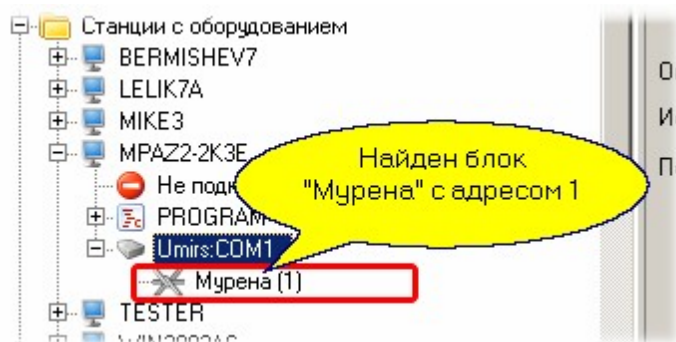 Станции с оборудованием
BERMISHEV7
LELIK7A
MIKE3
MPAZ2-2K3E
Найден блок
"Мурена" с адресом 1
Не
PROGRAM
Umirs:COM1
Мурена (1)
TESTER